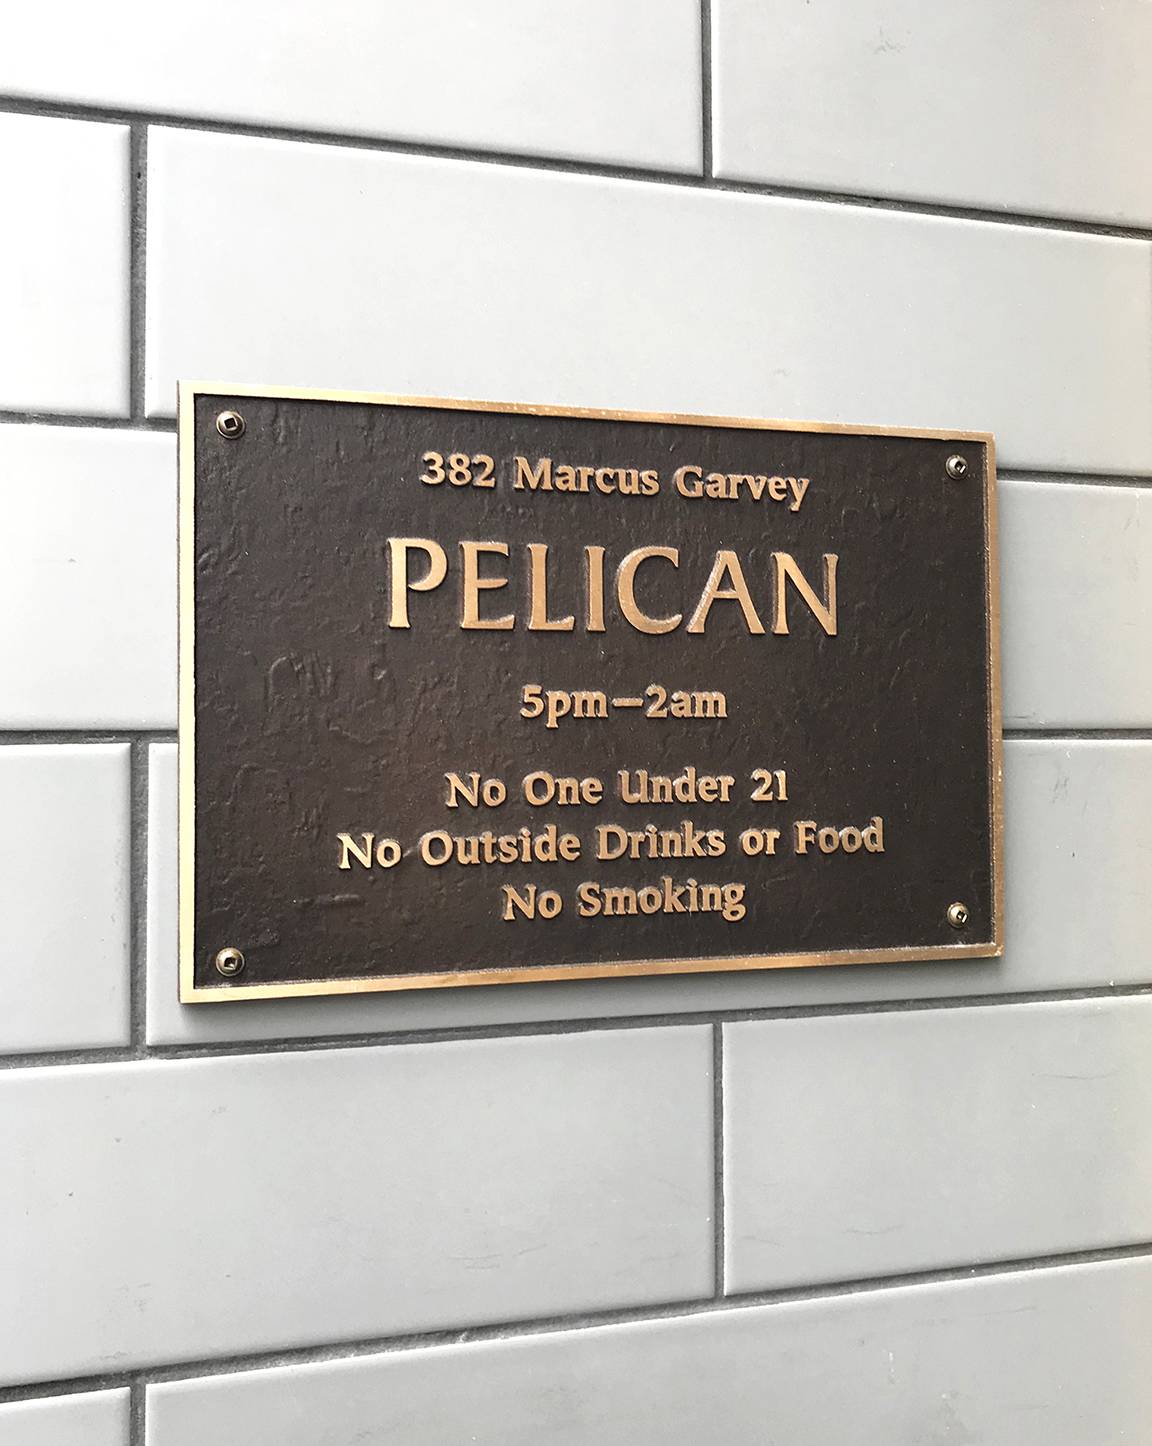 382 Marcus Garvey
PELICAN
5pm–2am
No One Under 21
No Outside Drinks or Food
No Smoking